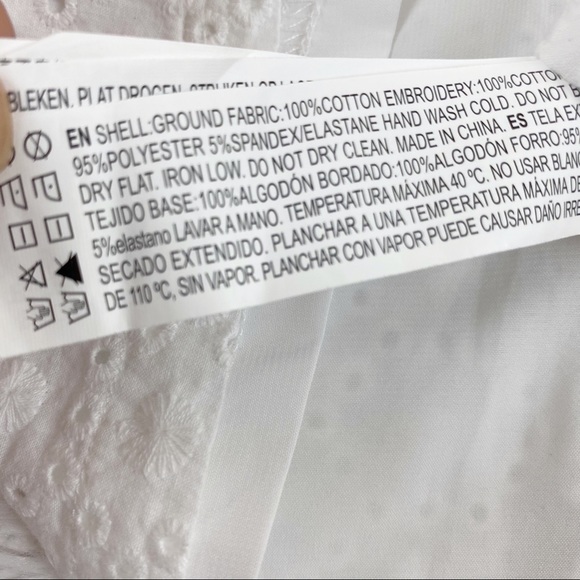 BLEKEN. PLAT DROGEN. STRIJKEN OP LAGE
EN SHELL:GROUND FABRIC:100%COTTON EMBROIDERY:100%COTTON
95%POLYESTER 5%SPANDEX/ELASTANE HAND WASH COLD. DO NOT B
DRY FLAT. IRON LOW. DO NOT DRY CLEAN. MADE IN CHINA. ES TELA EX
TEJIDO BASE:100%ALGODÓN BORDADO:100%ALGODÓN FORRO:95%
5%elastano LAVAR A MANO. TEMPERATURA MÁXIMA 40 ºC. NO USAR BLAN
SECADO EXTENDIDO. PLANCHAR A UNA TEMPERATURA MÁXIMA DE
DE 110 ºC, SIN VAPOR. PLANCHAR CON VAPOR PUEDE CAUSAR DAÑO IRRE